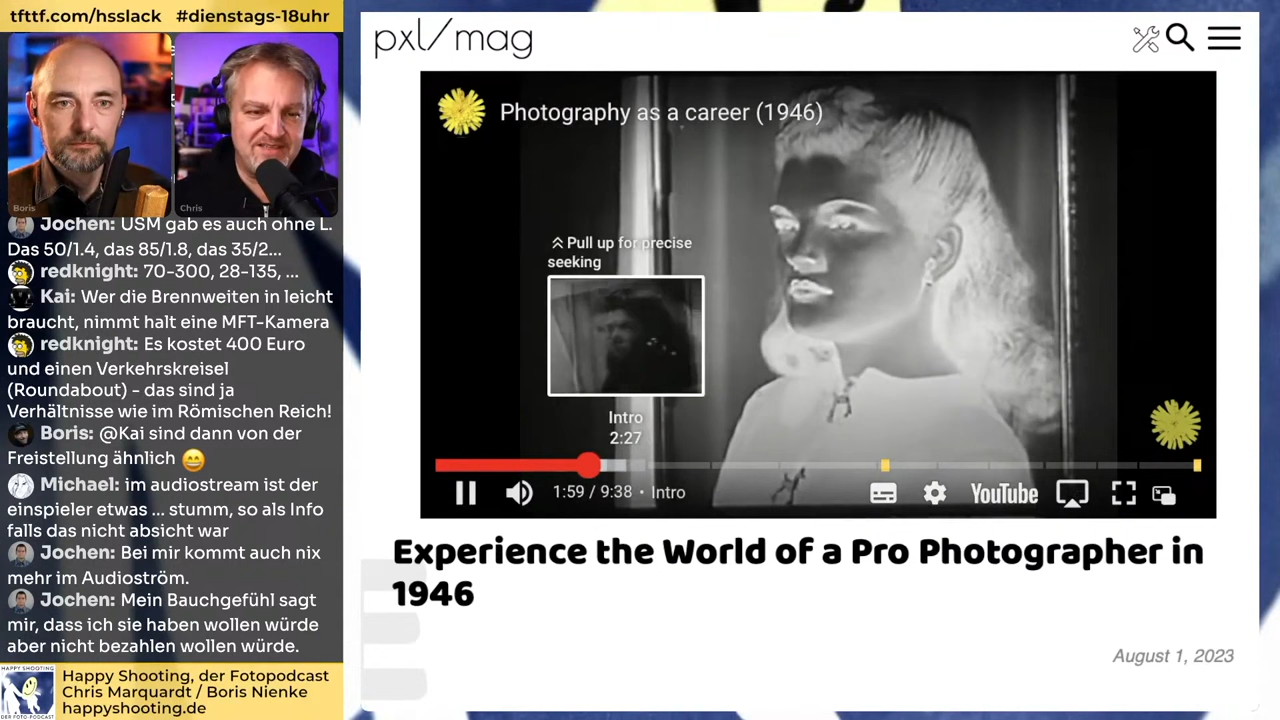 tfttf.com/hsslack #dienstags-18uhr
Boris
Chris
Jochen: USM gab es auch ohne L.
Das 50/1.4, das 85/1.8, das 35/2...
redknight: 70-300, 28-135, ...
Kai: Wer die Brennweiten in leicht
braucht, nimmt halt eine MFT-Kamera
redknight: Es kostet 400 Euro
und einen Verkehrskreisel
(Roundabout) - das sind ja
Verhältnisse wie im Römischen Reich!
Boris: @Kai sind dann von der
Freistellung ähnlich 😄
Michael: im audiostream ist der
einspieler etwas ... stumm, so als Info
falls das nicht absicht war
Jochen: Bei mir kommt auch nix
mehr im Audioström.
Jochen: Mein Bauchgefühl sagt
mir, dass ich sie haben wollen würde
aber nicht bezahlen wollen würde.
HAPPY SHOOTING
DER FOTO-PODCAST
Happy Shooting, der Fotopodcast
Chris Marquardt / Boris Nienke
happyshooting.de
pxl/mag
Photography as a career (1946)
Pull up for precise
seeking
Intro
2:27
1:59 / 9:38 • Intro
YouTube
Experience the World of a Pro Photographer in
1946
August 1, 2023